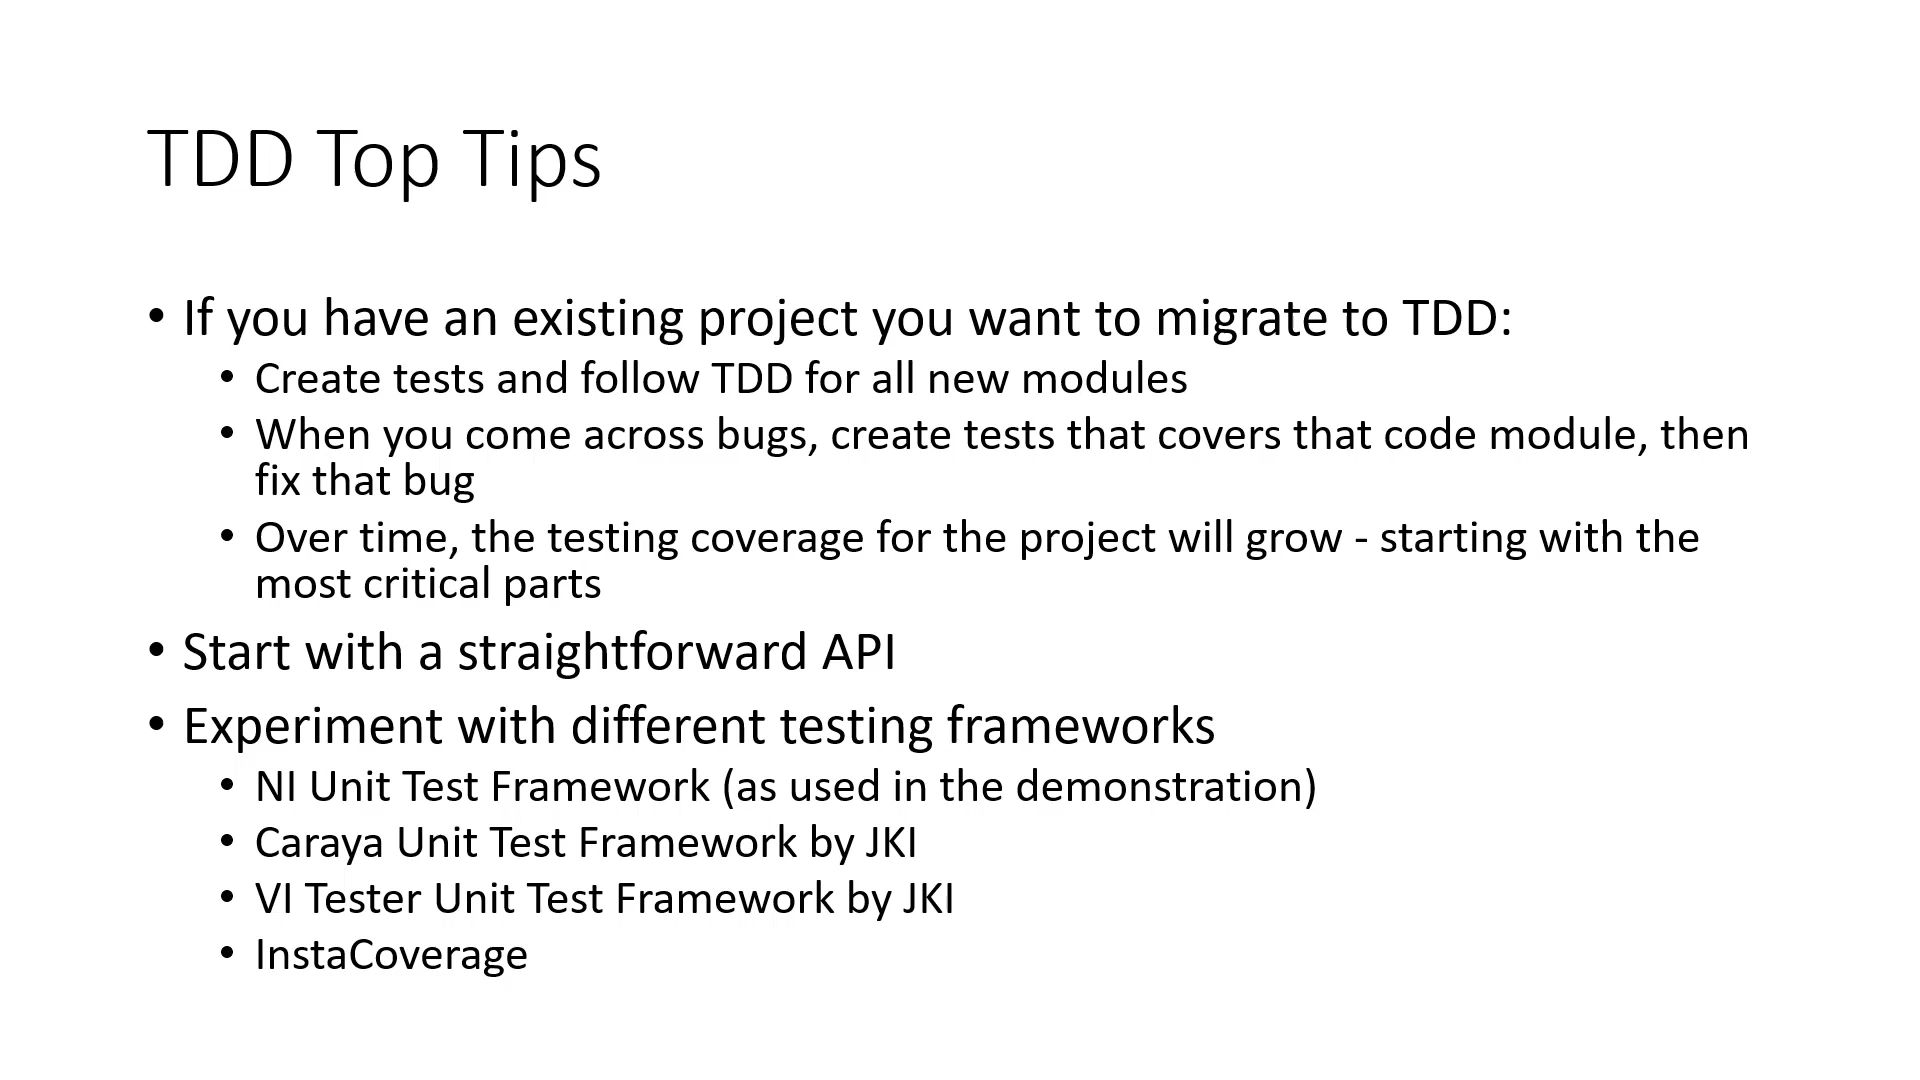 TDD Top Tips
• If you have an existing project you want to migrate to TDD:
• Create tests and follow TDD for all new modules
• When you come across bugs, create tests that covers that code module, then
fix that bug
• Over time, the testing coverage for the project will grow - starting with the
most critical parts
• Start with a straightforward API
• Experiment with different testing frameworks
• NI Unit Test Framework (as used in the demonstration)
• Caraya Unit Test Framework by JKI
• VI Tester Unit Test Framework by JKI
• InstaCoverage